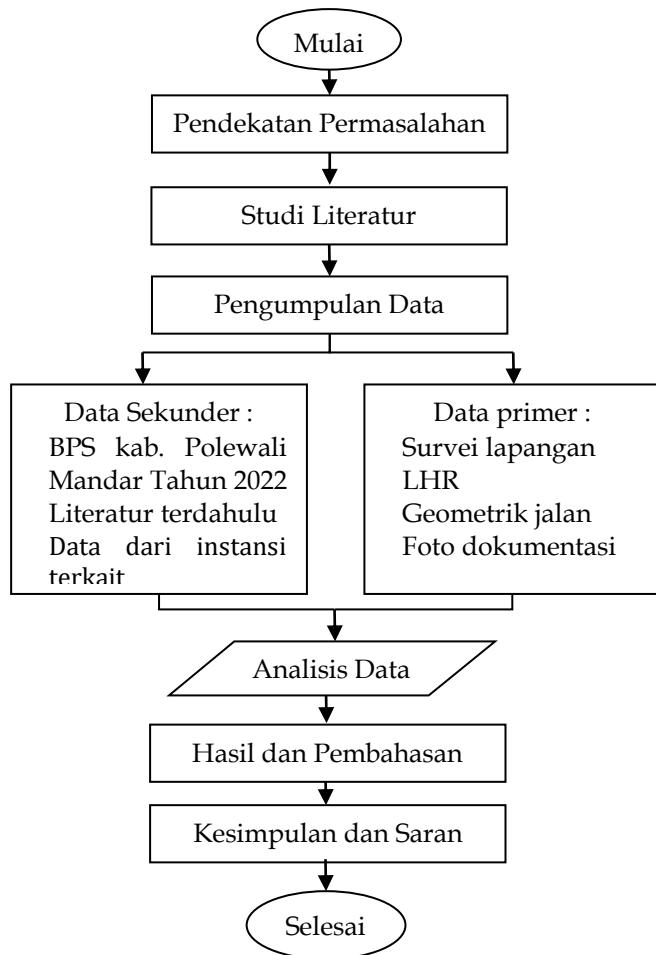 Mulai
Pendekatan Permasalahan
Studi Literatur
Pengumpulan Data
Data Sekunder :
BPS kab. Polewali
Mandar Tahun 2022
Literatur terdahulu
Data dari instansi
terkait
Data primer :
Survei lapangan
LHR
Geometrik jalan
Foto dokumentasi
Analisis Data
Hasil dan Pembahasan
Kesimpulan dan Saran
Selesai